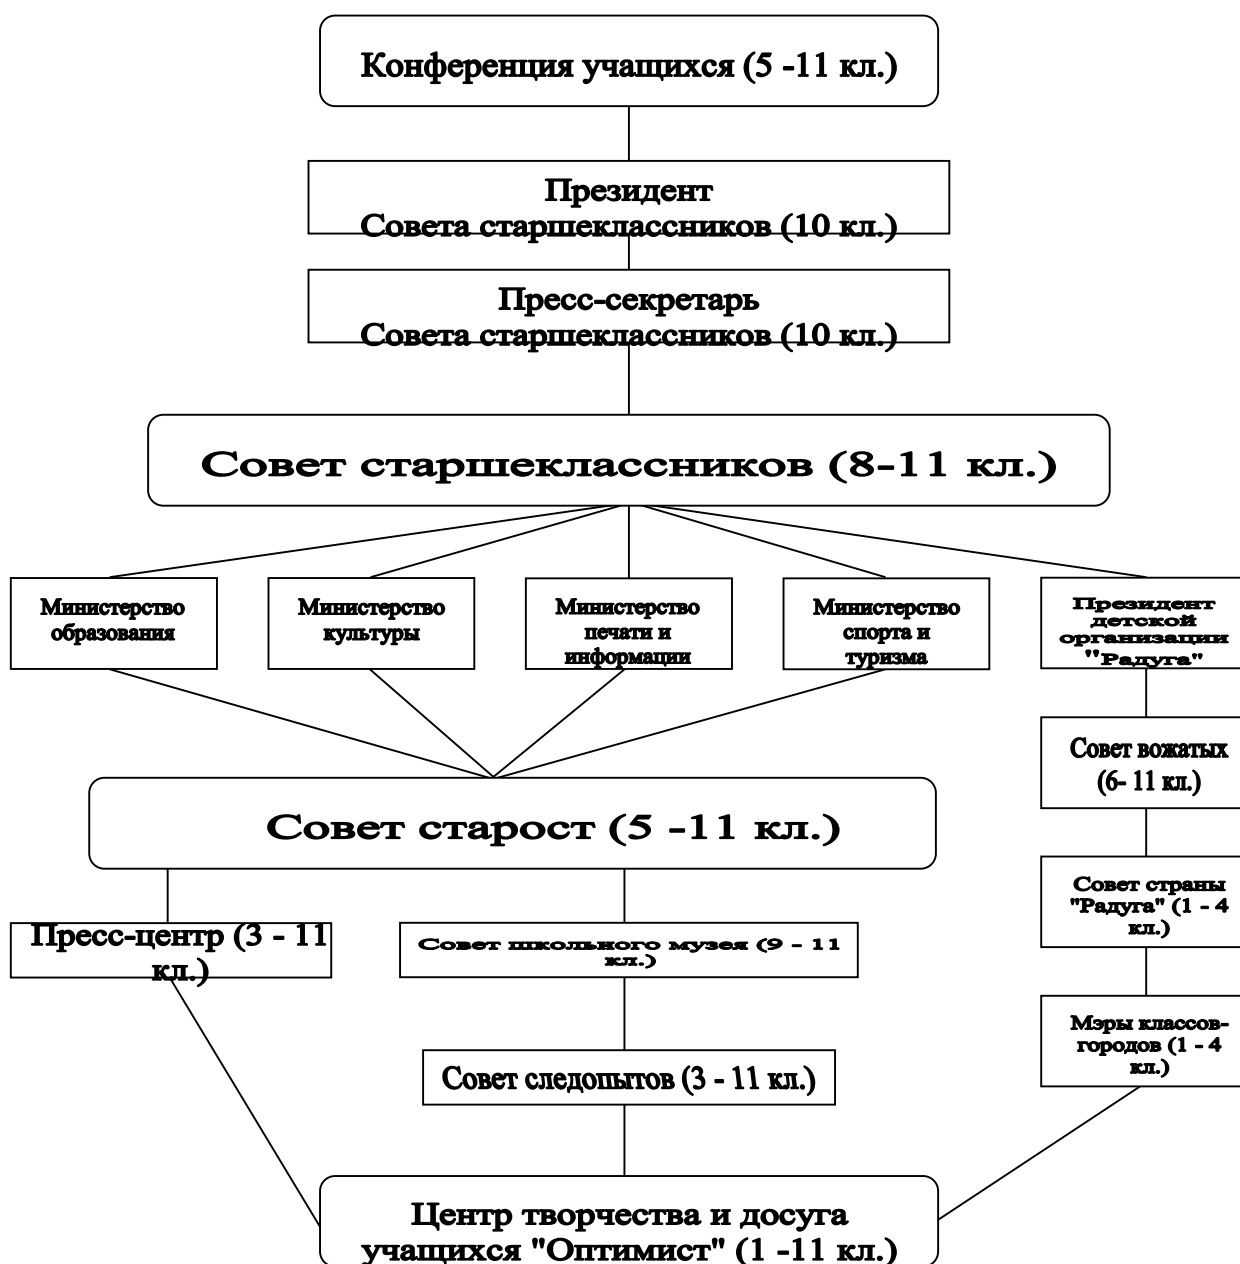 Конференция учащихся (5 -11 кл.)
Президент
Совета старшеклассников (10 кл.)
Пресс-секретарь
Совета старшеклассников (10 кл.)
Совет старшеклассников (8-11 кл.)
Министерство
образования
Министерство
культуры
Министерство
печати и
информации
Министерство
спорта и
туризма
Президент
детской
организации
"Радуга"
Совет вожатых
(6- 11 кл.)
Совет старост (5 -11 кл.)
Совет страны
"Радуга" (1 - 4
кл.)
Пресс-центр (3 - 11
кл.)
Совет школьного музея (9 - 11
кл.)
Мэры классов-
городов (1 - 4
кл.)
Совет следопытов (3 - 11 кл.)
Центр творчества и досуга
учащихся "Оптимист" (1 -11 кл.)